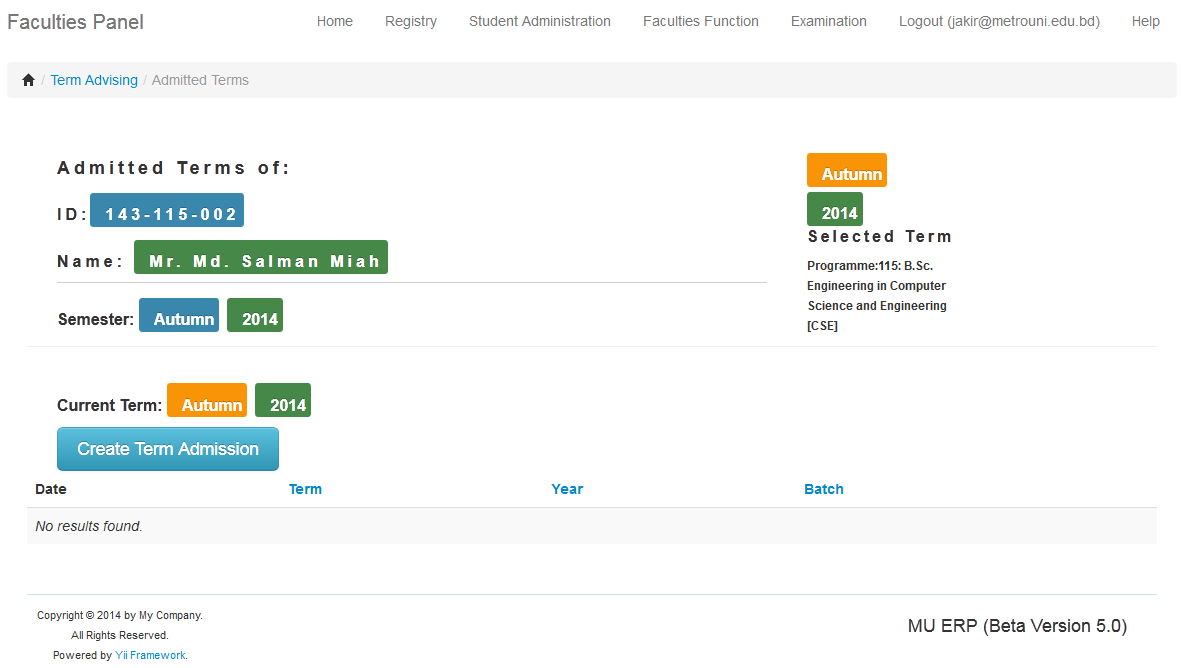 Faculties Panel Home Registry Student Administration Faculties Function Examination Logout (jakir@metrouni.edu.bd) Help
/ Term Advising / Admitted Terms
Admitted Terms of:
ID: 143-115-002
Name: Mr. Md. Salman Miah
Semester: Autumn 2014
Autumn
2014
Selected Term
Programme:115: B.Sc.
Engineering in Computer
Science and Engineering
[CSE]
Current Term: Autumn 2014
Create Term Admission
Date Term Year Batch
No results found.
Copyright © 2014 by My Company.
All Rights Reserved.
Powered by Yii Framework.
MU ERP (Beta Version 5.0)